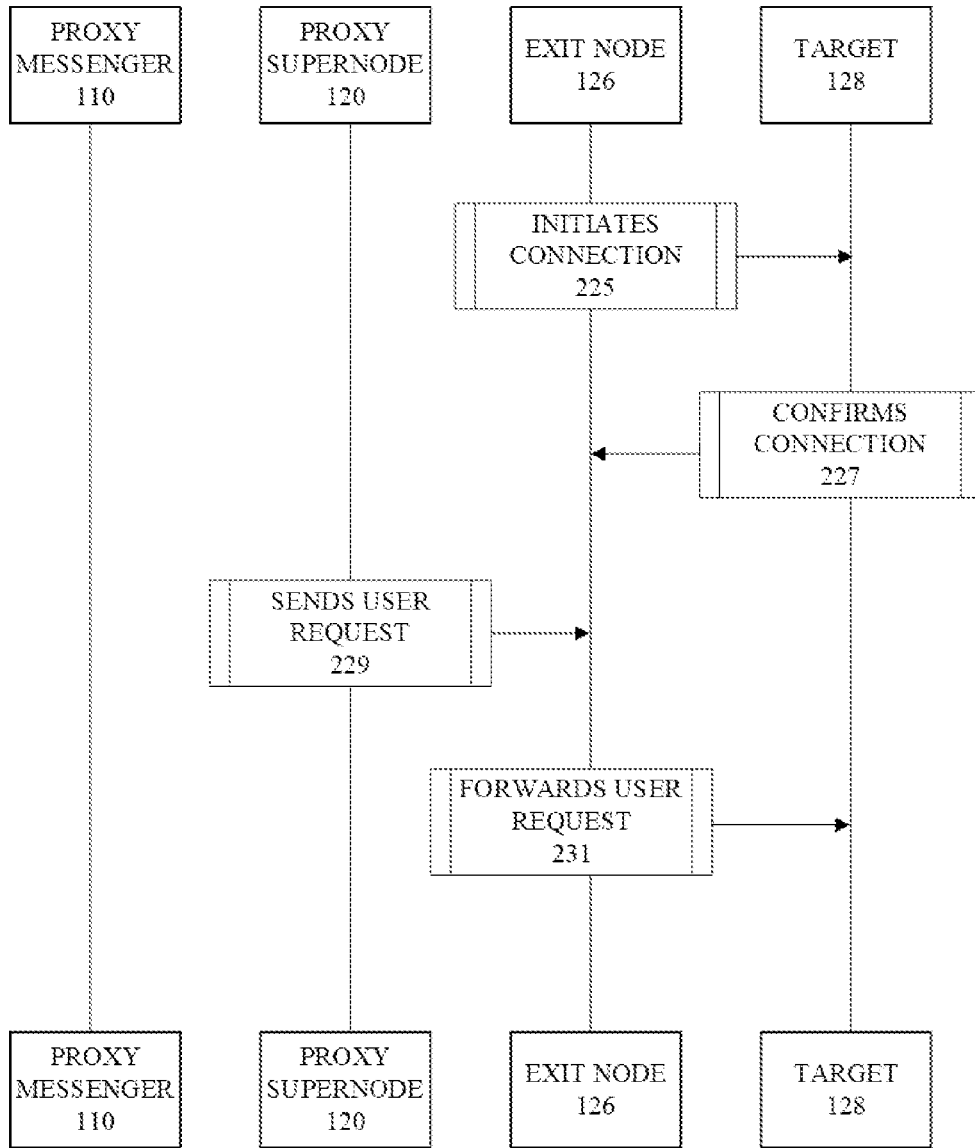 PROXY
MESSENGER
110
PROXY
SUPERNODE
120
EXIT NODE
126
TARGET
128
INITIATES
CONNECTION
225
CONFIRMS
CONNECTION
227
SENDS USER
REQUEST
229
FORWARDS USER
REQUEST
231
PROXY
MESSENGER
110
PROXY
SUPERNODE
120
EXIT NODE
126
TARGET
128